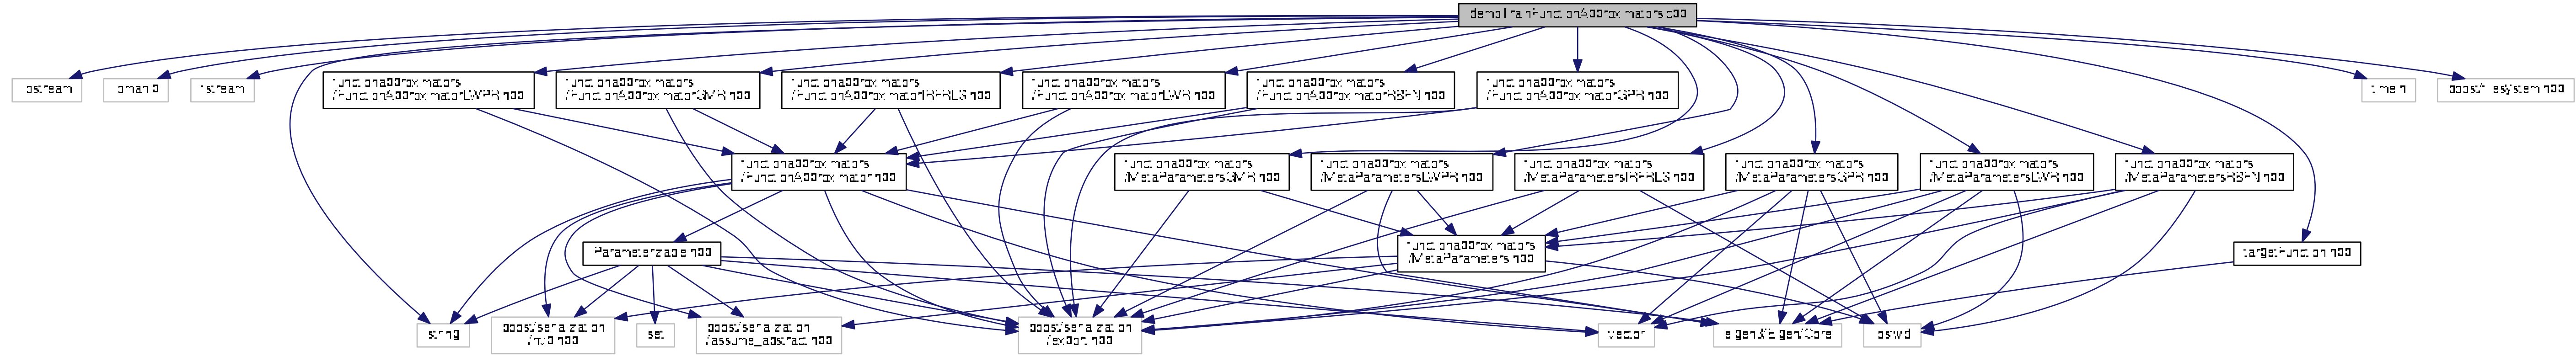 demoTrainFunctionApproximators.cpp
iostream
iomanip
fstream
functionapproximators
/FunctionApproximatorLWPR.hpp
functionapproximators
/FunctionApproximatorGMR.hpp
functionapproximators
/FunctionApproximatorIRFRLS.hpp
functionapproximators
/FunctionApproximatorLWR.hpp
functionapproximators
/FunctionApproximatorRBFN.hpp
functionapproximators
/FunctionApproximatorGPR.hpp
time.h
boost/filesystem.hpp
functionapproximators
/FunctionApproximator.hpp
functionapproximators
/MetaParametersGMR.hpp
functionapproximators
/MetaParametersLWPR.hpp
functionapproximators
/MetaParametersIRFRLS.hpp
functionapproximators
/MetaParametersGPR.hpp
functionapproximators
/MetaParametersLWR.hpp
functionapproximators
/MetaParametersRBFN.hpp
Parameterizable.hpp
functionapproximators
/MetaParameters.hpp
targetFunction.hpp
string
boost/serialization
/nvp.hpp
set
boost/serialization
/assume_abstract.hpp
boost/serialization
/export.hpp
vector
eigen3/Eigen/Core
iosfwd